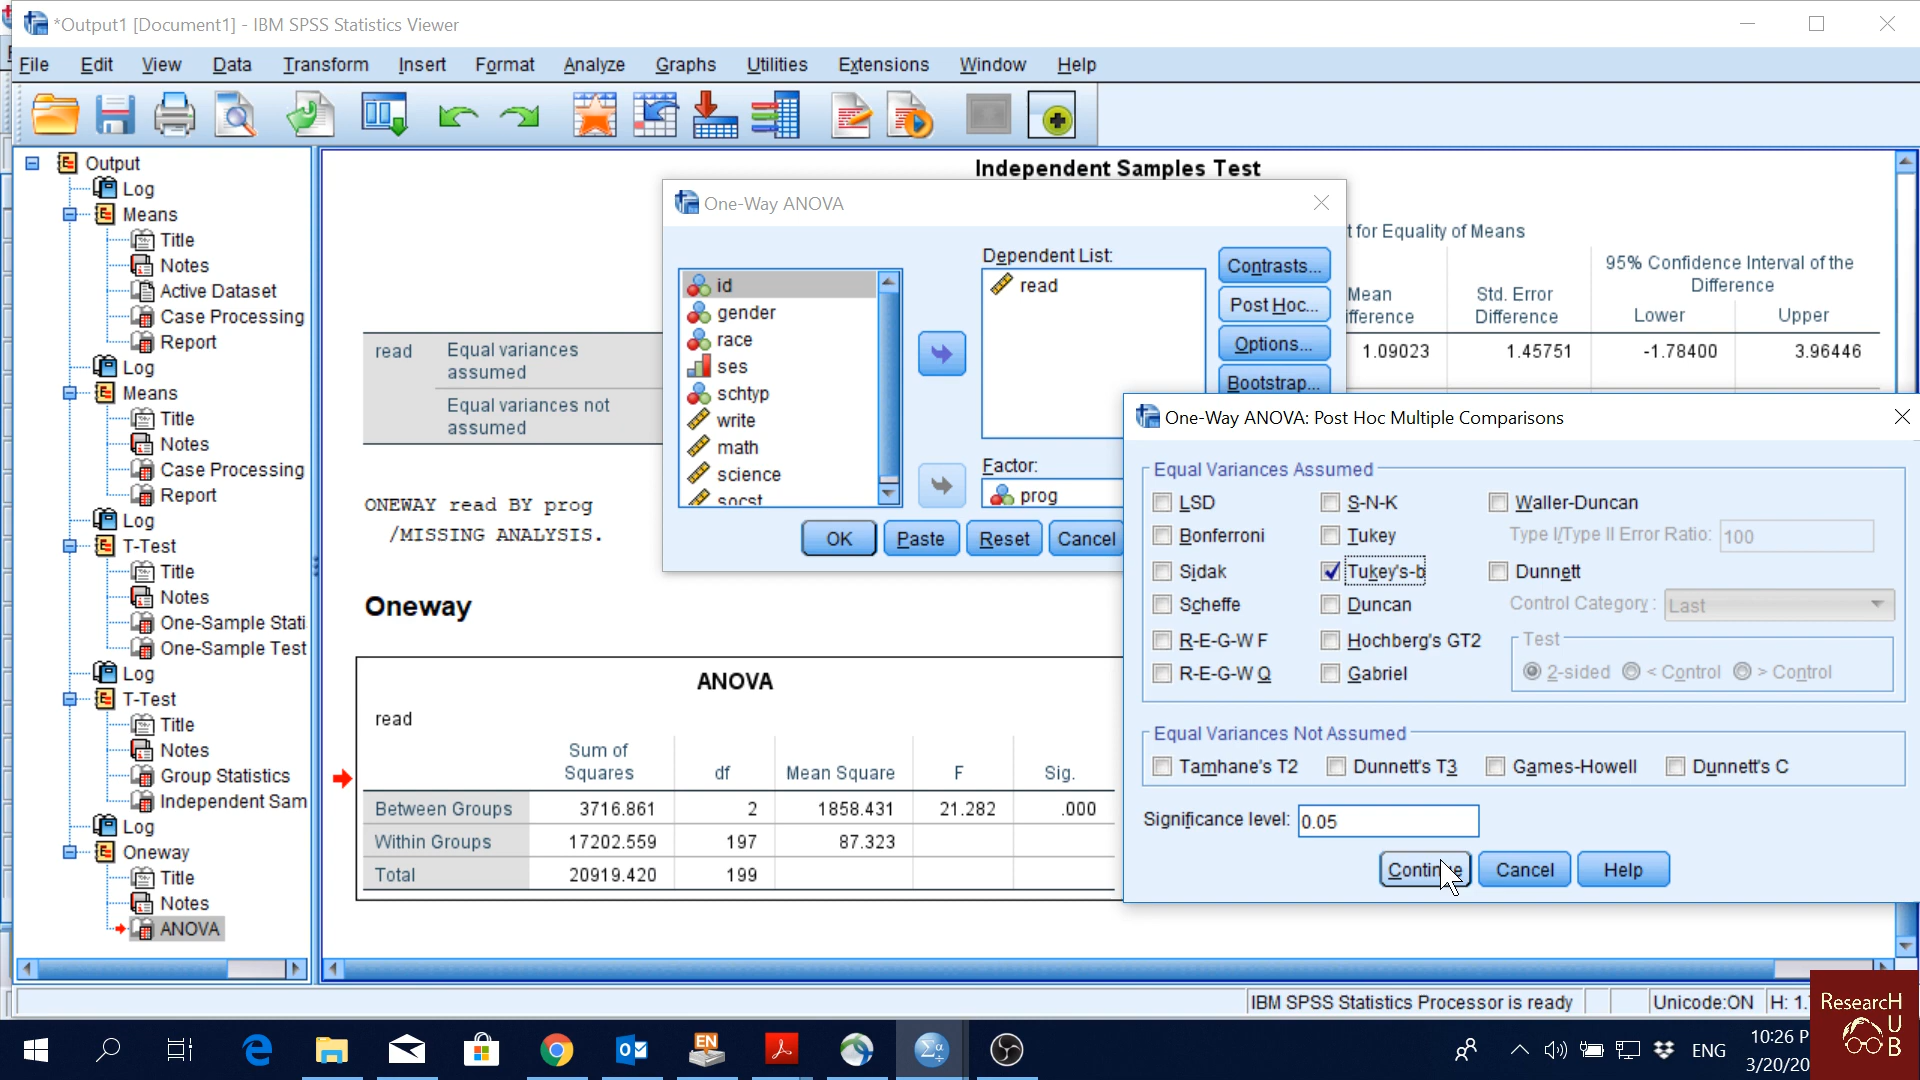 *Output1 [Document1] - IBM SPSS Statistics Viewer
File Edit View Data Transform Insert Format Analyze Graphs Utilities Extensions Window Help
Output
Log
Means
Title
Notes
Active Dataset
Case Processing
Report
Log
Means
Title
Notes
Case Processing
Report
Log
T-Test
Title
Notes
One-Sample Stati
One-Sample Test
Log
T-Test
Title
Notes
Group Statistics
Independent Sam
Log
Oneway
Title
Notes
ANOVA
Independent Samples Test
t for Equality of Means
95% Confidence Interval of the
Difference
Mean
ifference
Std. Error
Difference
Lower Upper
read Equal variances
assumed
1.09023 1.45751 -1.78400 3.96446
Equal variances not
assumed
ONEWAY read BY prog
/MISSING ANALYSIS.
Oneway
ANOVA
read
Sum of
Squares df Mean Square F Sig.
Between Groups 3716.861 2 1858.431 21.282 .000
Within Groups 17202.559 197 87.323
Total 20919.420 199
One-Way ANOVA
id
gender
race
ses
schtyp
write
math
science
socst
Dependent List:
read
Factor:
prog
Contrasts...
Post Hoc...
Options...
Bootstrap...
OK Paste Reset Cancel
One-Way ANOVA: Post Hoc Multiple Comparisons
Equal Variances Assumed
LSD S-N-K Waller-Duncan
Bonferroni Tukey Type I/Type II Error Ratio: 100
Sidak Tukey's-b Dunnett
Scheffe Duncan Control Category: Last
R-E-G-W F Hochberg's GT2 Test
R-E-G-W Q Gabriel 2-sided < Control > Control
Equal Variances Not Assumed
Tamhane's T2 Dunnett's T3 Games-Howell Dunnett's C
Significance level: 0.05
Continue Cancel Help
IBM SPSS Statistics Processor is ready Unicode:ON H: 1.
ResearcH
U
B
EN
ENG
10:26 P
3/20/20